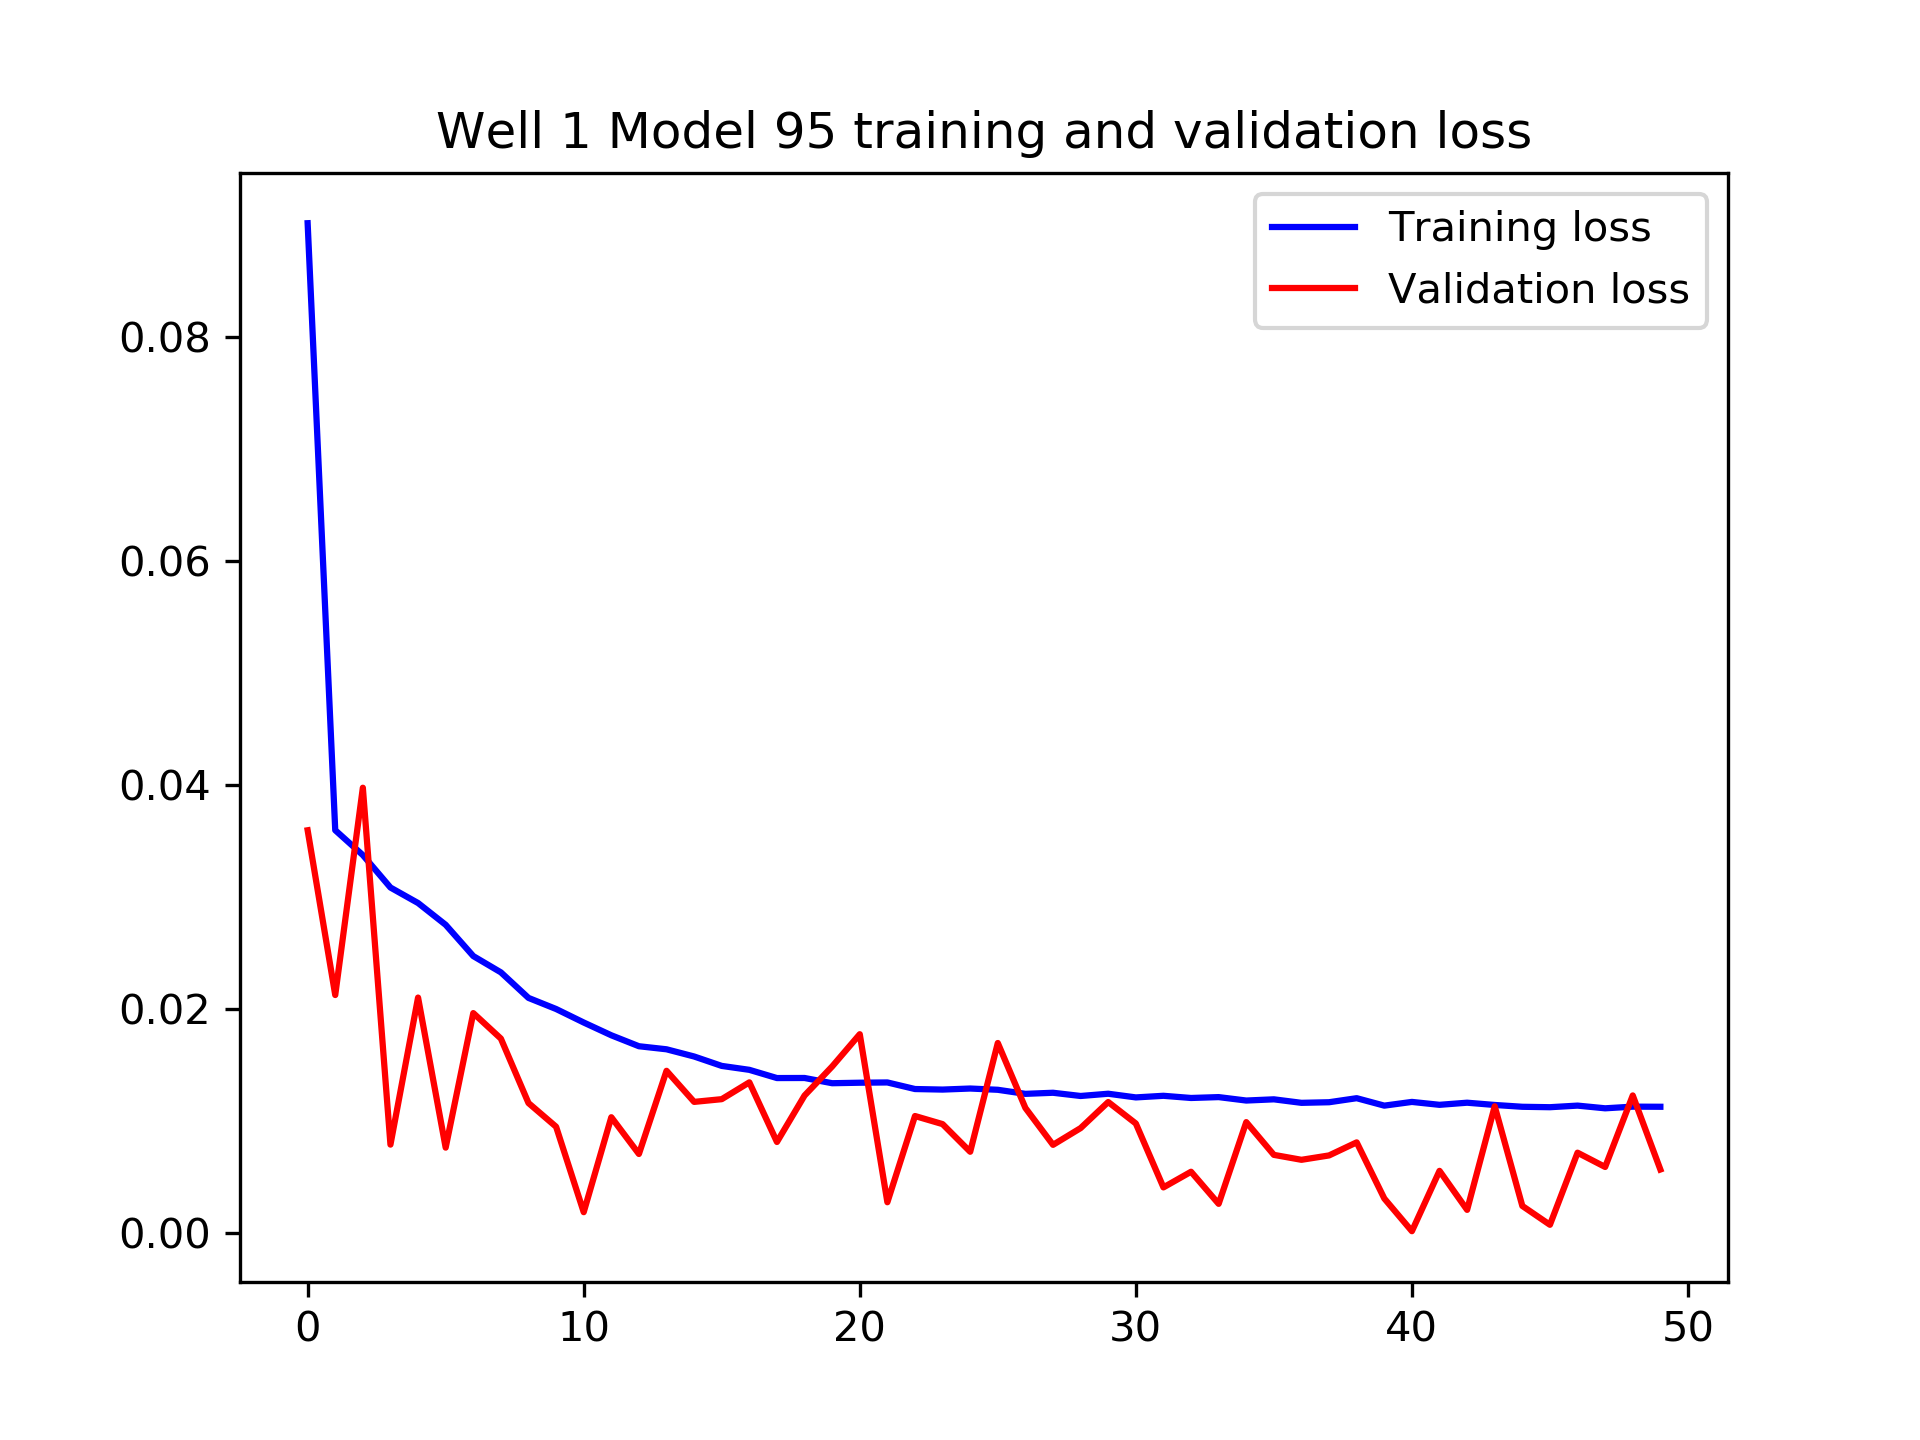 Well 1 Model 95 training and validation loss
Training loss
Validation loss
0.08
0.06
0.04
0.02
0.00
0 10 20 30 40 50